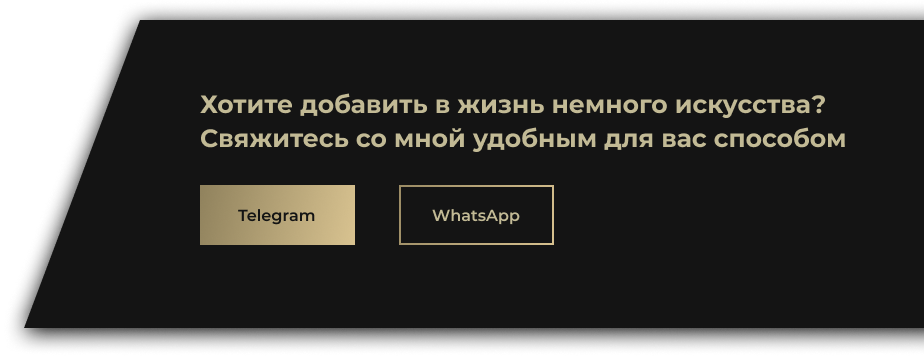 Хотите добавить в жизнь немного искусства?
Свяжитесь со мной удобным для вас способом
Telegram
WhatsApp